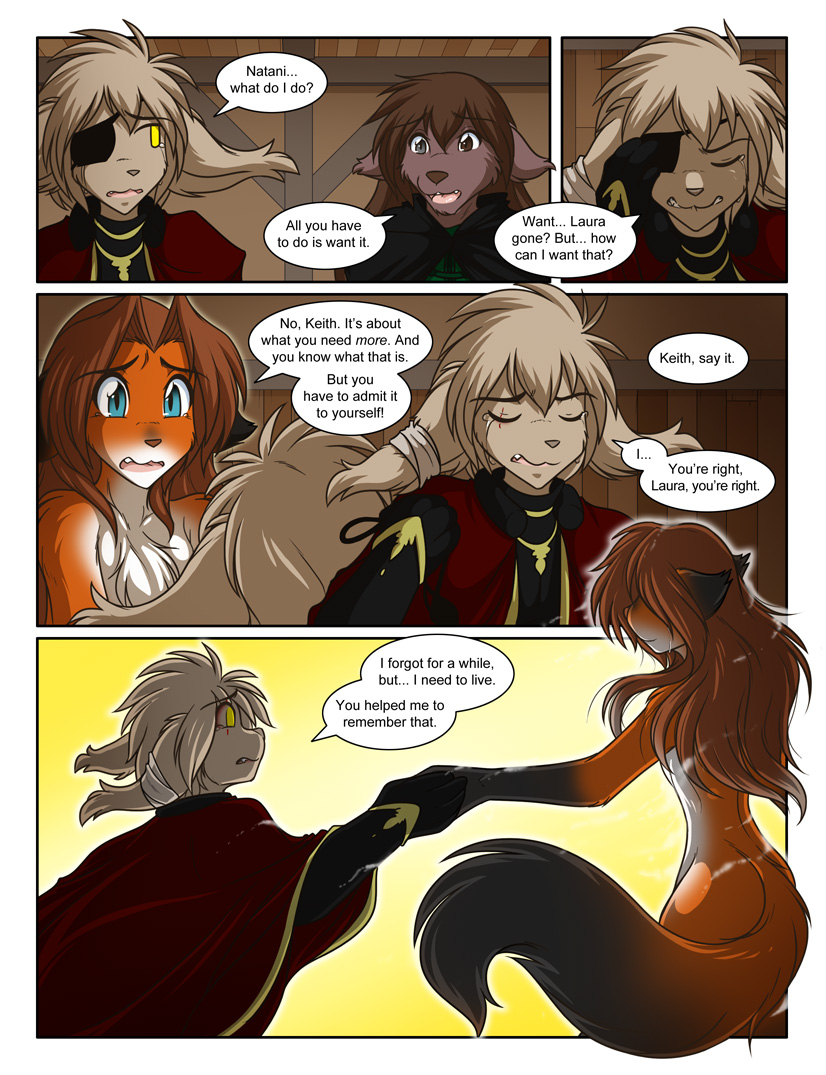 Natani...
what do I do?
All you have
to do is want it.
Want... Laura
gone? But... how
can I want that?
No, Keith. It's about
what you need more. And
you know what that is.
But you
have to admit it
to yourself!
Keith, say it.
I...
You're right,
Laura, you're right.
I forgot for a while,
but... I need to live.
You helped me to
remember that.